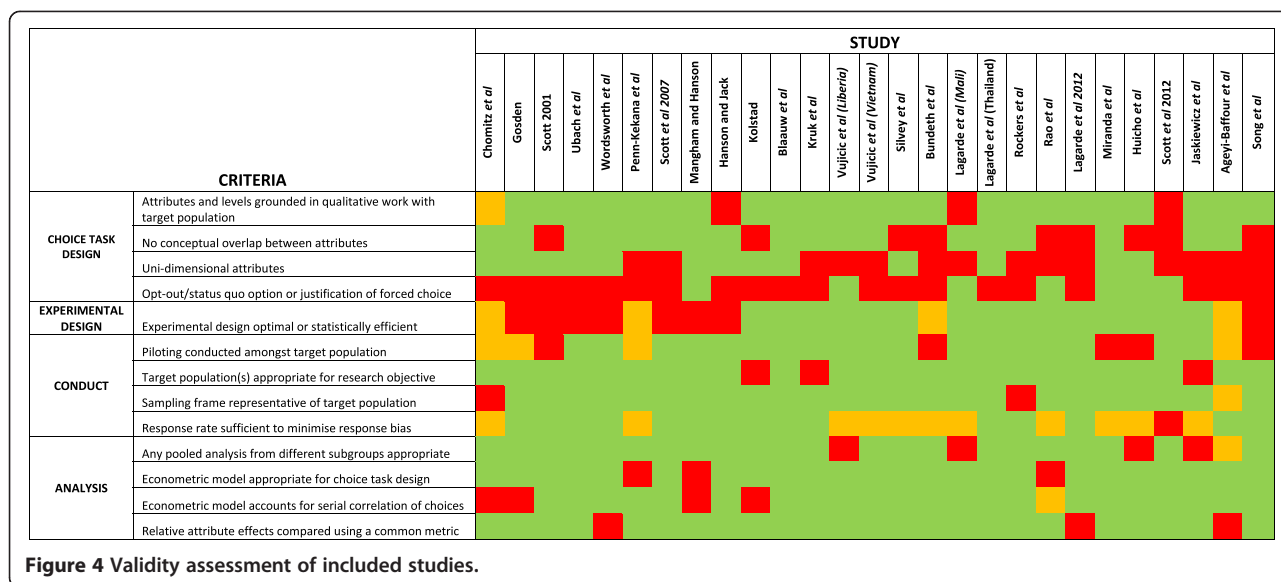 STUDY
CRITERIA
Chomitz et al
Gosden
Scott 2001
Ubach et al
Wordsworth et al
Penn-Kekana et al
Scott et al 2007
Mangham and Hanson
Hanson and Jack
Kolstad
Blaauw et al
Kruk et al
Vujicic et al (Liberia)
Vujicic et al (Vietnam)
Silvey et al
Bundeth et al
Lagarde et al (Mali)
Lagarde et al (Thailand)
Rockers et al
Rao et al
Lagarde et al 2012
Miranda et al
Huicho et al
Scott et al 2012
Jaskiewicz et al
Ageyi-Baffour et al
Song et al
CHOICE TASK
DESIGN
Attributes and levels grounded in qualitative work with
target population
No conceptual overlap between attributes
Uni-dimensional attributes
Opt-out/status quo option or justification of forced choice
EXPERIMENTAL
DESIGN
Experimental design optimal or statistically efficient
CONDUCT
Piloting conducted amongst target population
Target population(s) appropriate for research objective
Sampling frame representative of target population
Response rate sufficient to minimise response bias
ANALYSIS
Any pooled analysis from different subgroups appropriate
Econometric model appropriate for choice task design
Econometric model accounts for serial correlation of choices
Relative attribute effects compared using a common metric
Figure 4 Validity assessment of included studies.